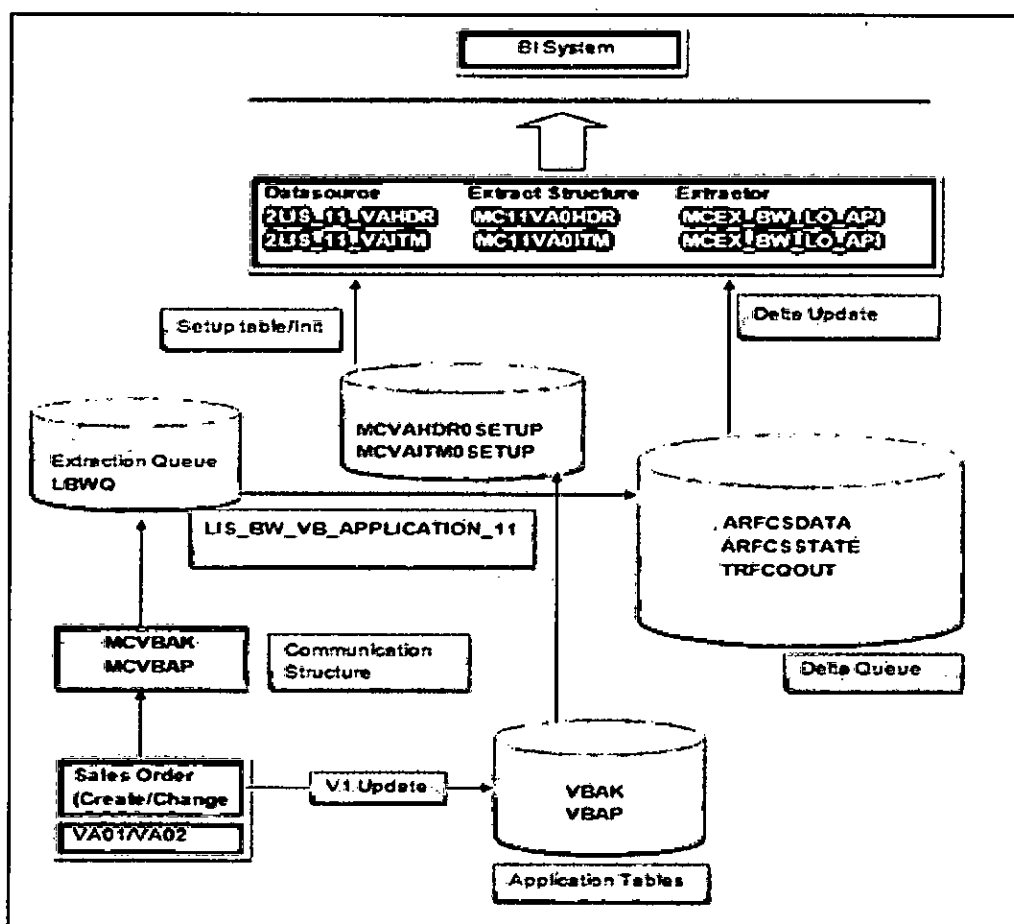 BI System
Datasource Extract Structure Extractor
2LIS_11_VAHDR MC11VA0HDR MCEX_BW_LO_API
2LIS_11_VAITM MC11VA0ITM MCEX_BW_LO_API
Setup table/Init
Delta Update
MCVAHDR0SETUP
MCVAITM0SETUP
Extraction Queue
LBWQ
LIS_BW_VB_APPLICATION_11
ARFCSDATA
ARFCSSTATE
TRFCQOUT
MCVBAK
MCVBAP
Communication
Structure
Delta Queue
Sales Order
(Create/Change
VA01/VA02
V1 Update
VBAK
VBAP
Application Tables